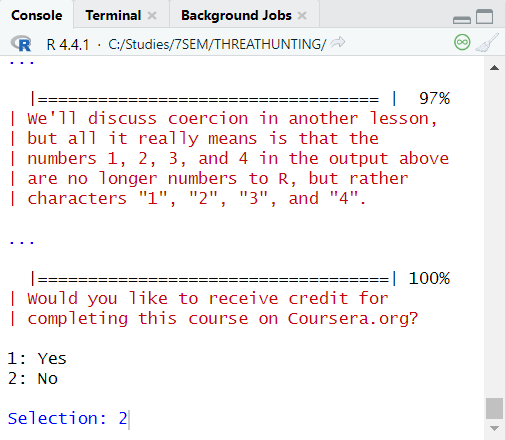 Console Terminal Background Jobs
R 4.4.1 · C:/Studies/7SEM/THREATHUNTING/
...
|================================== | 97%
| We'll discuss coercion in another lesson,
| but all it really means is that the
| numbers 1, 2, 3, and 4 in the output above
| are no longer numbers to R, but rather
| characters "1", "2", "3", and "4".
...
|===================================| 100%
| Would you like to receive credit for
| completing this course on Coursera.org?
1: Yes
2: No
Selection: 2